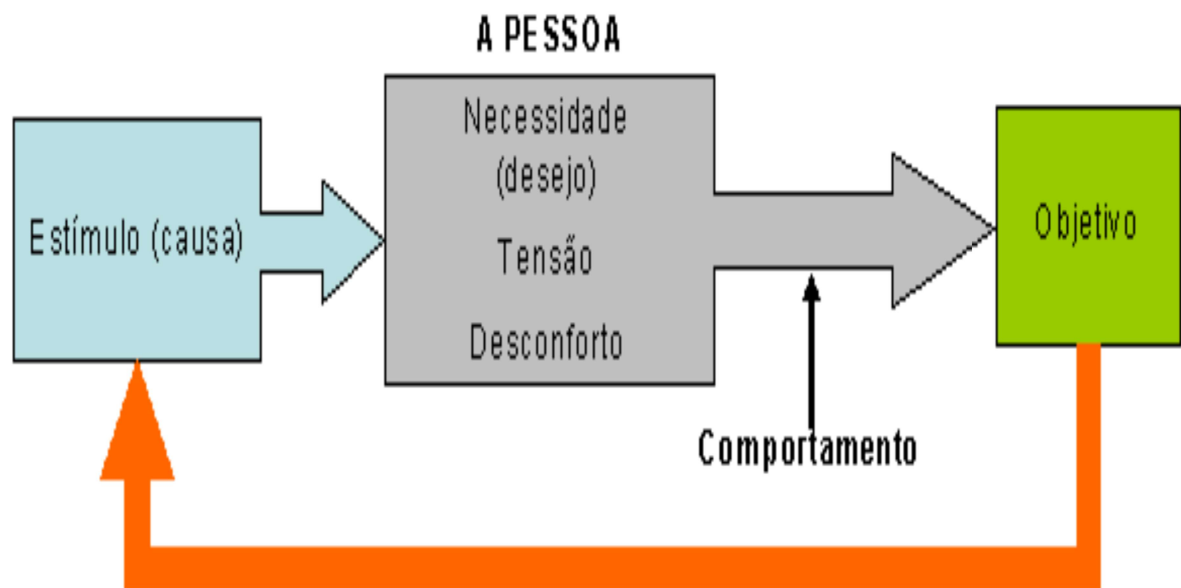 A PESSOA
Estímulo (causa)
Necessidade
(desejo)
Tensão
Desconforto
Objetivo
Comportamento